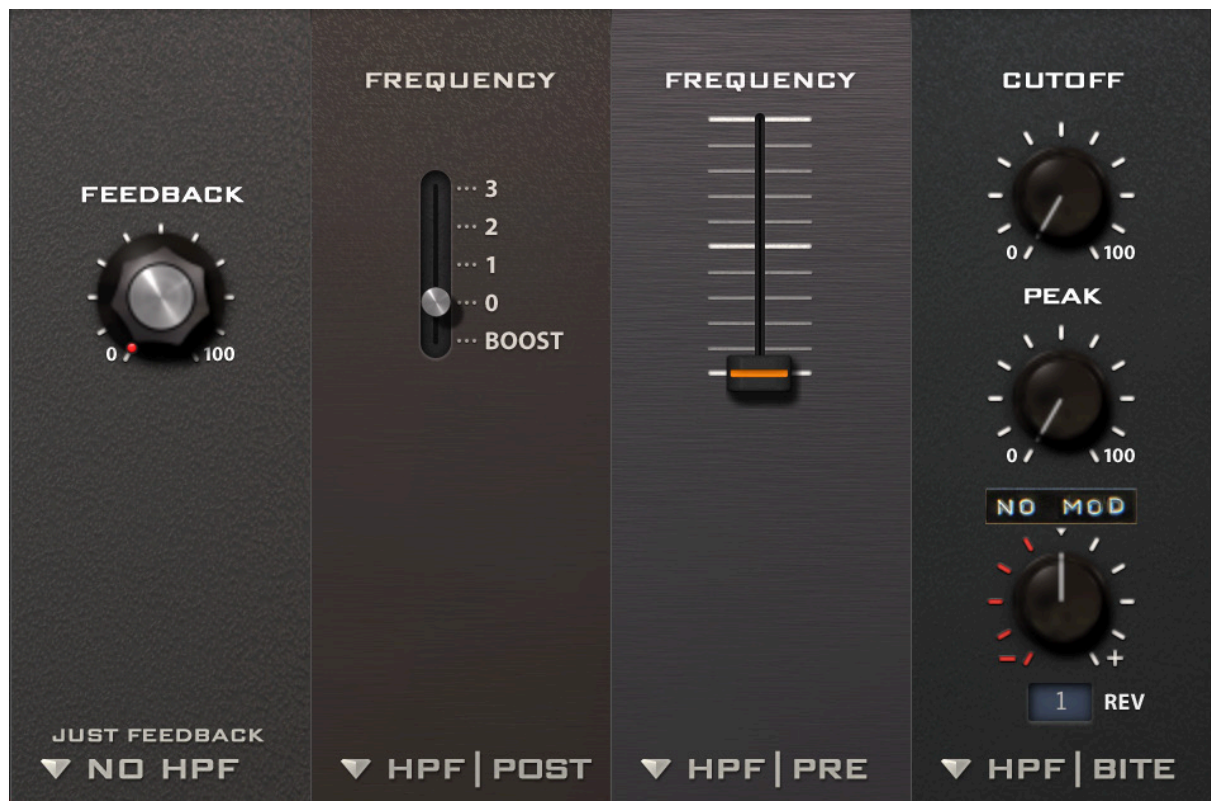 FEEDBACK
0
100
JUST FEEDBACK
NO HPF
FREQUENCY
3
2
1
0
BOOST
HPF|POST
FREQUENCY
HPF|PRE
CUTOFF
0
100
PEAK
0
100
NO MOD
- +
1 REV
HPF|BITE